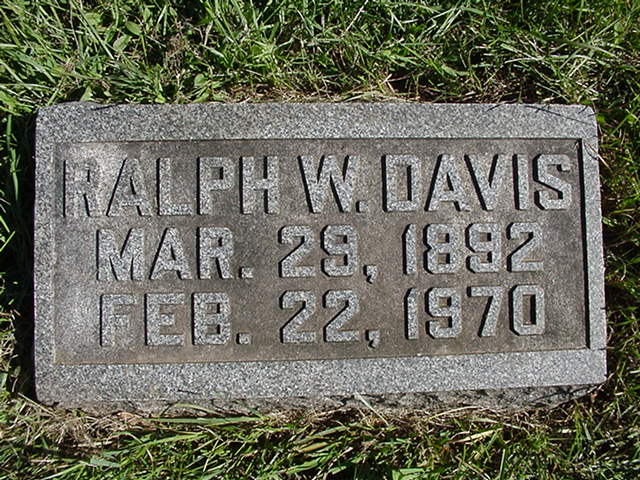 RALPH W. DAVIS
MAR. 29, 1892
FEB. 22, 1970